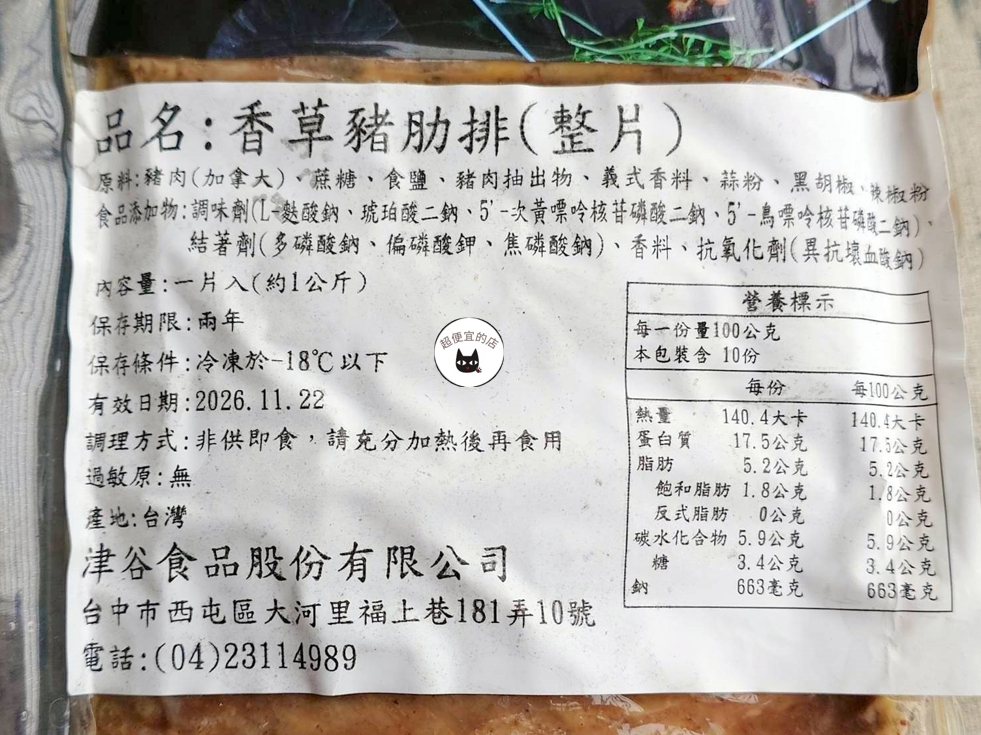 品名:香草豬肋排(整片)
原料:豬肉(加拿大)、蔗糖、食鹽、豬肉抽出物、義式香料、蒜粉、黑胡椒、辣椒粉
食品添加物:調味劑(L-麩酸鈉、琥珀酸二鈉、5'-次黃嘌呤核苷磷酸二鈉、5'-鳥嘌呤核苷磷酸二鈉)、
結著劑(多磷酸鈉、偏磷酸鉀、焦磷酸鈉)、香料、抗氧化劑(異抗壞血酸鈉)
內容量:一片入(約1公斤)
保存期限:兩年
保存條件:冷凍於-18℃以下
有效日期:2026.11.22
調理方式:非供即食,請充分加熱後再食用
過敏原:無
產地:台灣
津谷食品股份有限公司
台中市西屯區大河里福上巷181弄10號
電話:(04)23114989
超便宜的店
營養標示
每一份量100公克
本包裝含 10份
每份 每100公克
熱量 140.4大卡 140.4大卡
蛋白質 17.5公克 17.5公克
脂肪 5.2公克 5.2公克
飽和脂肪 1.8公克 1.8公克
反式脂肪 0公克 0公克
碳水化合物 5.9公克 5.9公克
糖 3.4公克 3.4公克
鈉 663毫克 663毫克